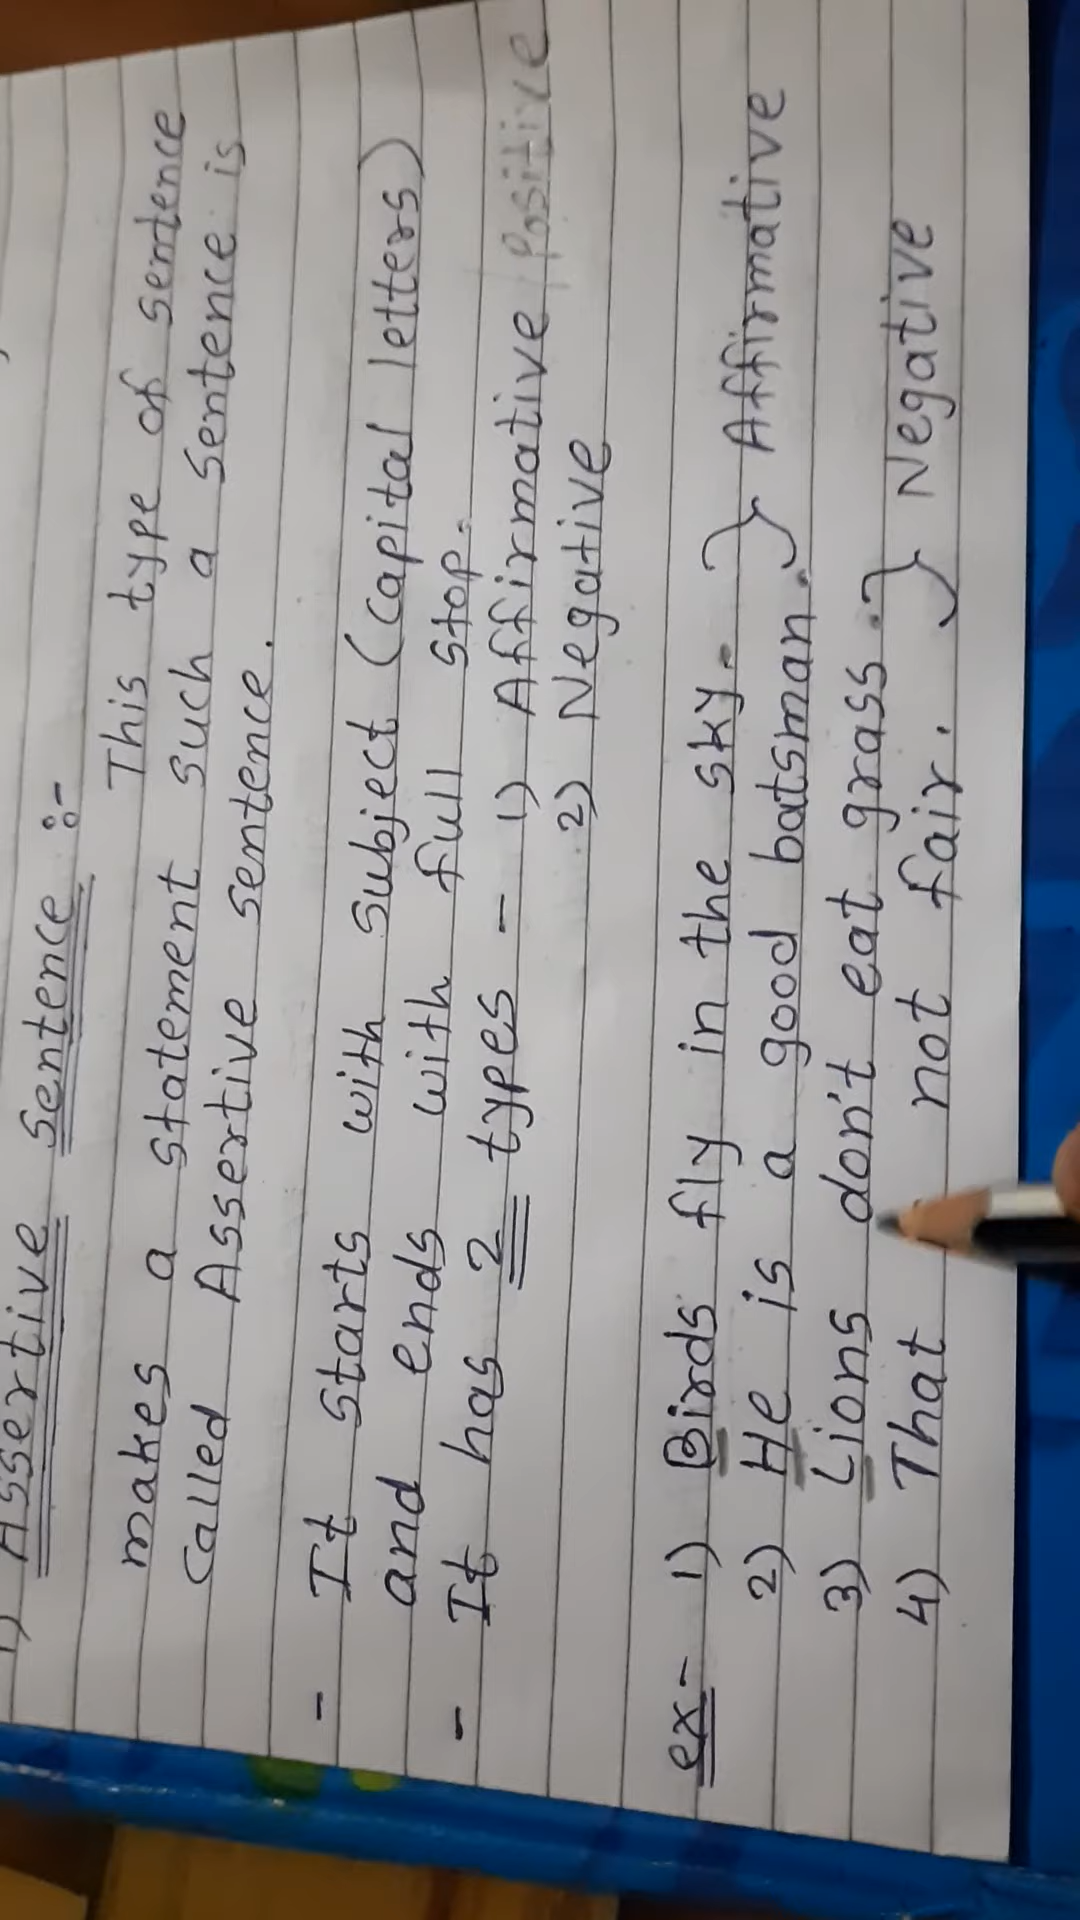 1) Assertive Sentence :-
This type of sentence
makes a statement such a sentence is
called Assertive sentence.
- It starts with subject (capital letters)
and ends with full stop.
- It has 2 types - 1) Affirmative / Positive
2) Negative
ex- 1) Birds fly in the sky. } Affirmative
2) He is a good batsman.
3) Lions don't eat grass. } Negative
4) That not fair.